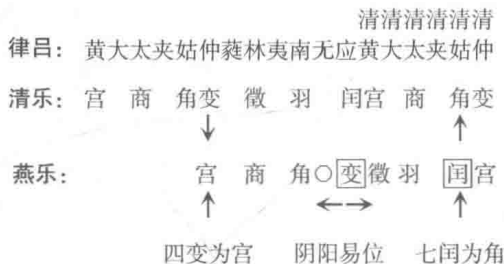 清清清清清清
律吕：黄大太夹姑仲蕤林夷南无应黄大太夹姑仲
清乐：宫 商 角变 徵 羽 闰宫 商 角变
↓ ↑
燕乐：宫 商 角○变徵 羽 闰宫
↑ ←→ ↑
四变为宫 阴阳易位 七闰为角